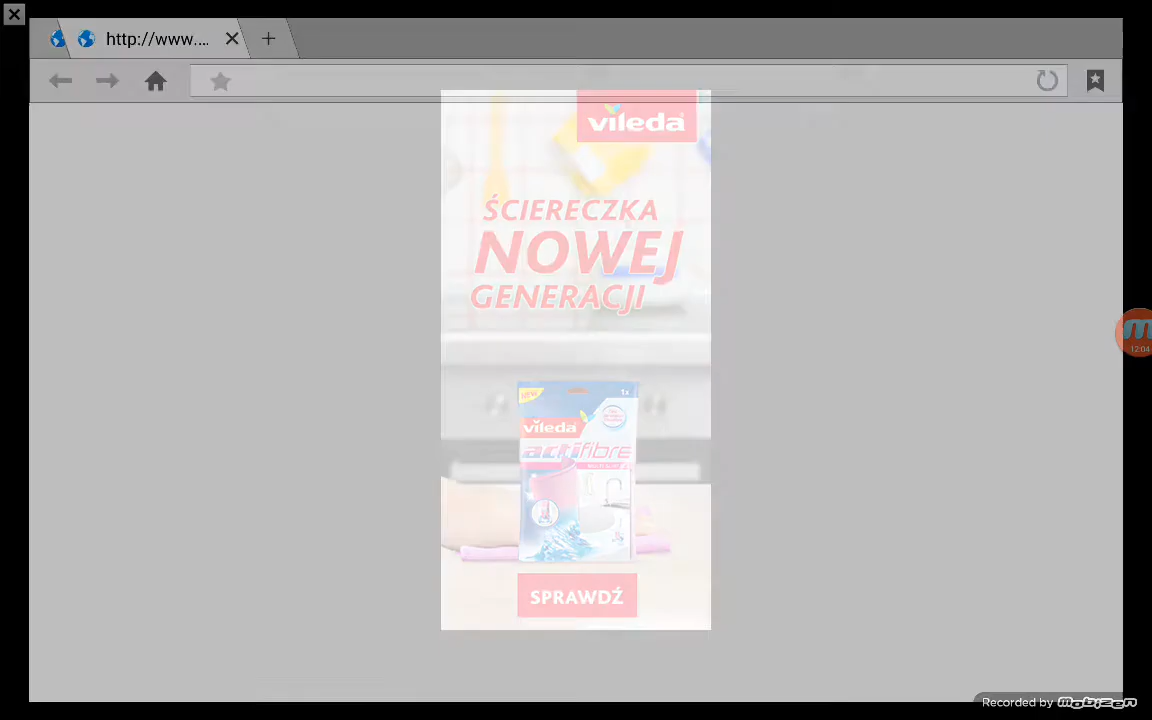 http://www....
vileda
ŚCIERECZKA
NOWEJ
GENERACJI
NEW
1x
vileda
actifibre
SPRAWDŹ
12:04
Recorded by mobizen